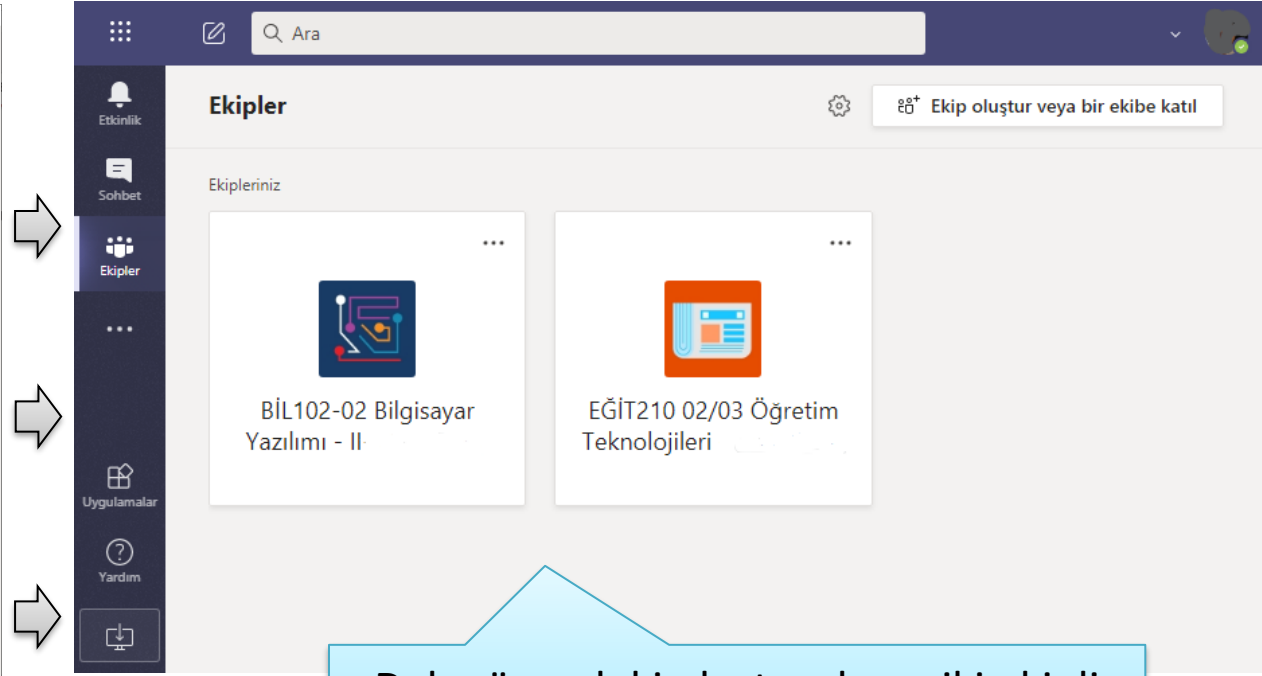 Ara
Etkinlik
Sohbet
Ekipler
Uygulamalar
Yardım
Ekipler
Ekip oluştur veya bir ekibe katıl
Ekipleriniz
BİL102-02 Bilgisayar
Yazılımı - II
EĞİT210 02/03 Öğretim
Teknolojileri